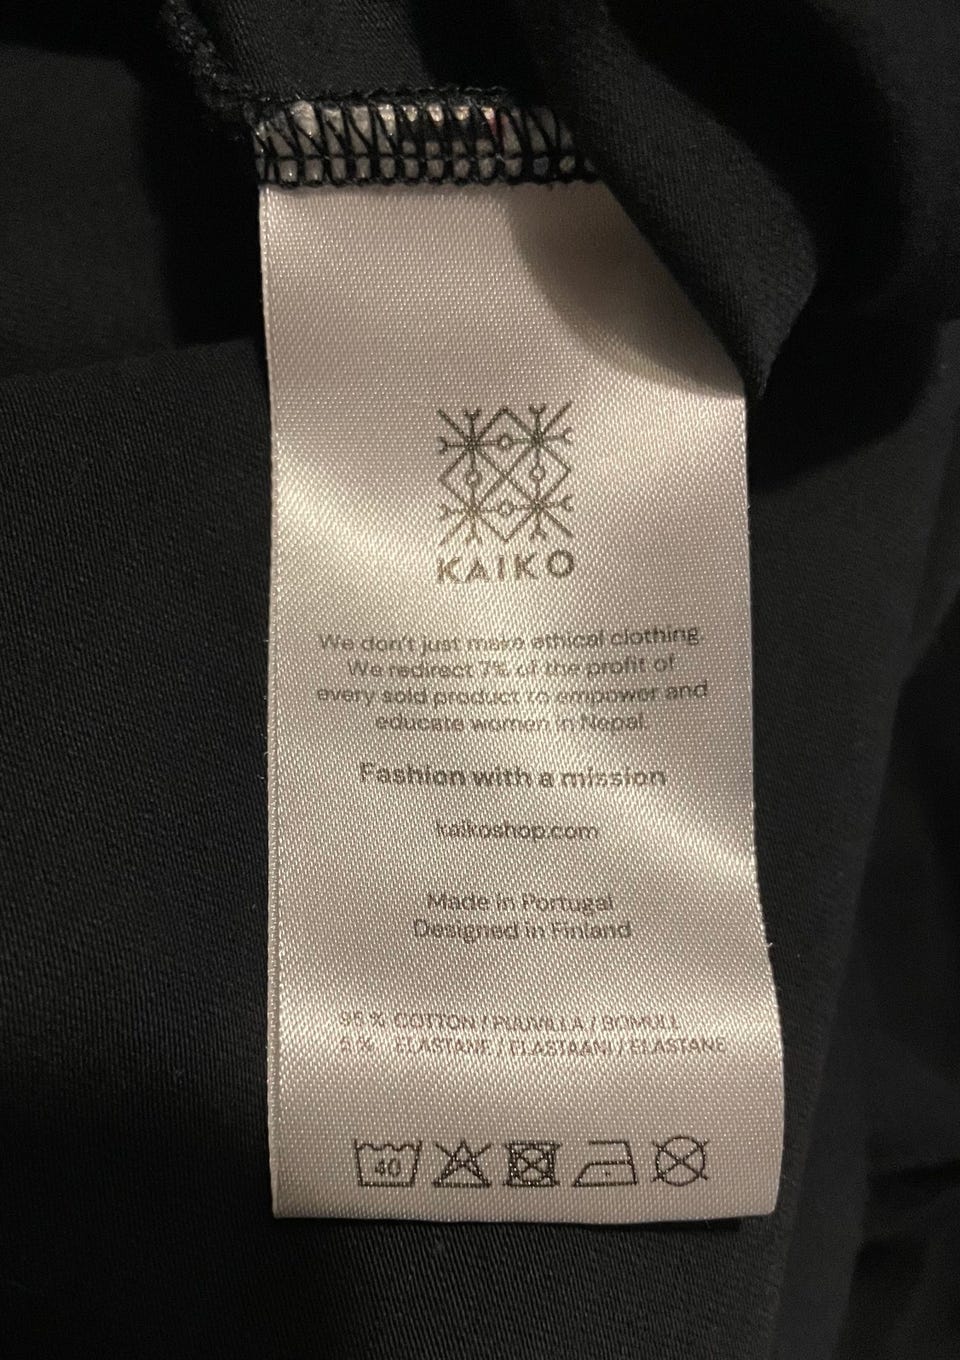 KAIKO
We don't just make ethical clothing.
We redirect 7% of the profit of
every sold product to empower and
educate women in Nepal.
Fashion with a mission
kaikoshop.com
Made in Portugal
Designed in Finland
95 % COTTON / PUUVILLA / BOMULL
5 % ELASTANE / ELASTAANI / ELASTANE
40